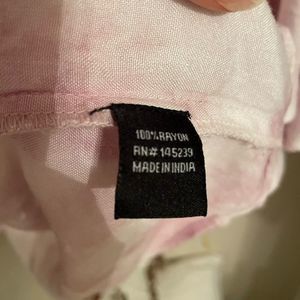 100% RAYON
RN# 145239
MADE IN INDIA